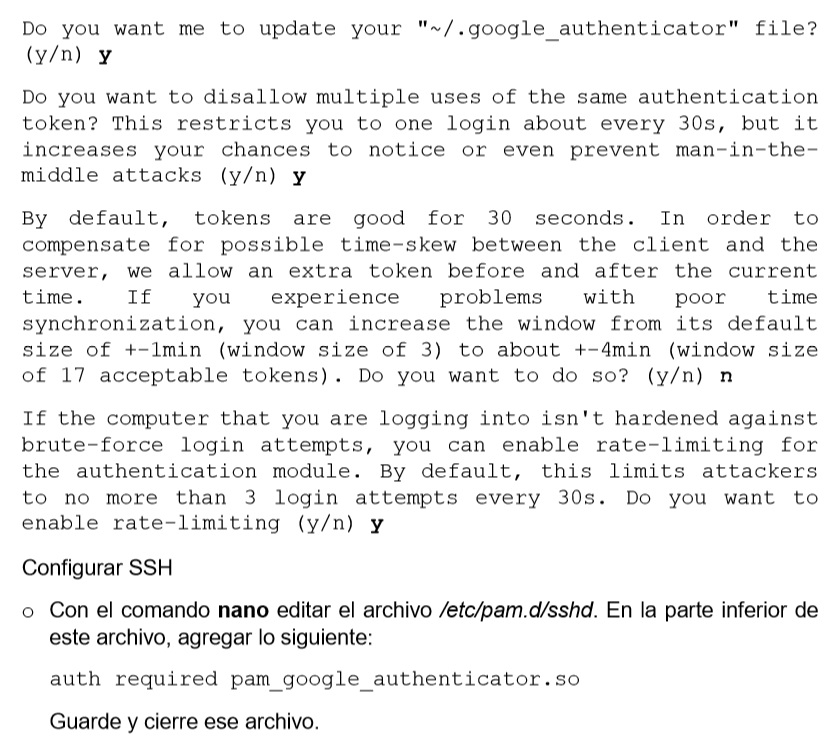 Do you want me to update your "~/.google_authenticator" file?
(y/n) y
Do you want to disallow multiple uses of the same authentication
token? This restricts you to one login about every 30s, but it
increases your chances to notice or even prevent man-in-the-
middle attacks (y/n) y
By default, tokens are good for 30 seconds. In order to
compensate for possible time-skew between the client and the
server, we allow an extra token before and after the current
time. If you experience problems with poor time
synchronization, you can increase the window from its default
size of +-1min (window size of 3) to about +-4min (window size
of 17 acceptable tokens). Do you want to do so? (y/n) n
If the computer that you are logging into isn't hardened against
brute-force login attempts, you can enable rate-limiting for
the authentication module. By default, this limits attackers
to no more than 3 login attempts every 30s. Do you want to
enable rate-limiting (y/n) y
Configurar SSH
o Con el comando nano editar el archivo /etc/pam.d/sshd. En la parte inferior de
este archivo, agregar lo siguiente:
auth required pam_google_authenticator.so
Guarde y cierre ese archivo.